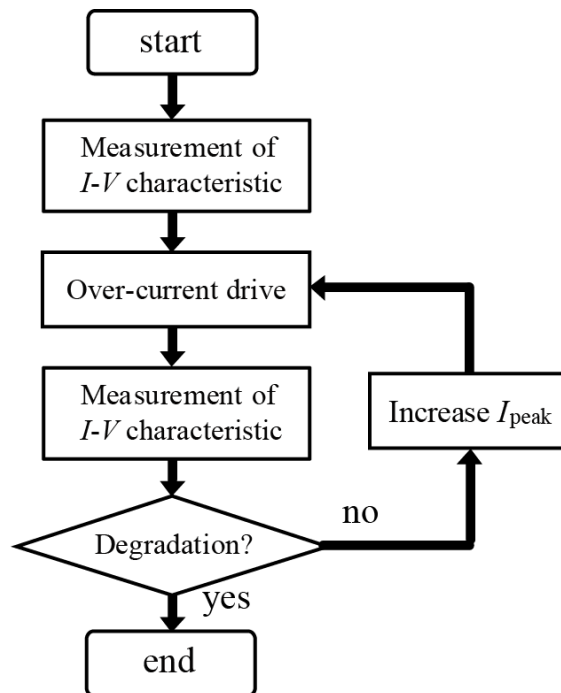 start
Measurement of
I-V characteristic
Over-current drive
Measurement of
I-V characteristic
Increase Ipeak
Degradation?
no
yes
end